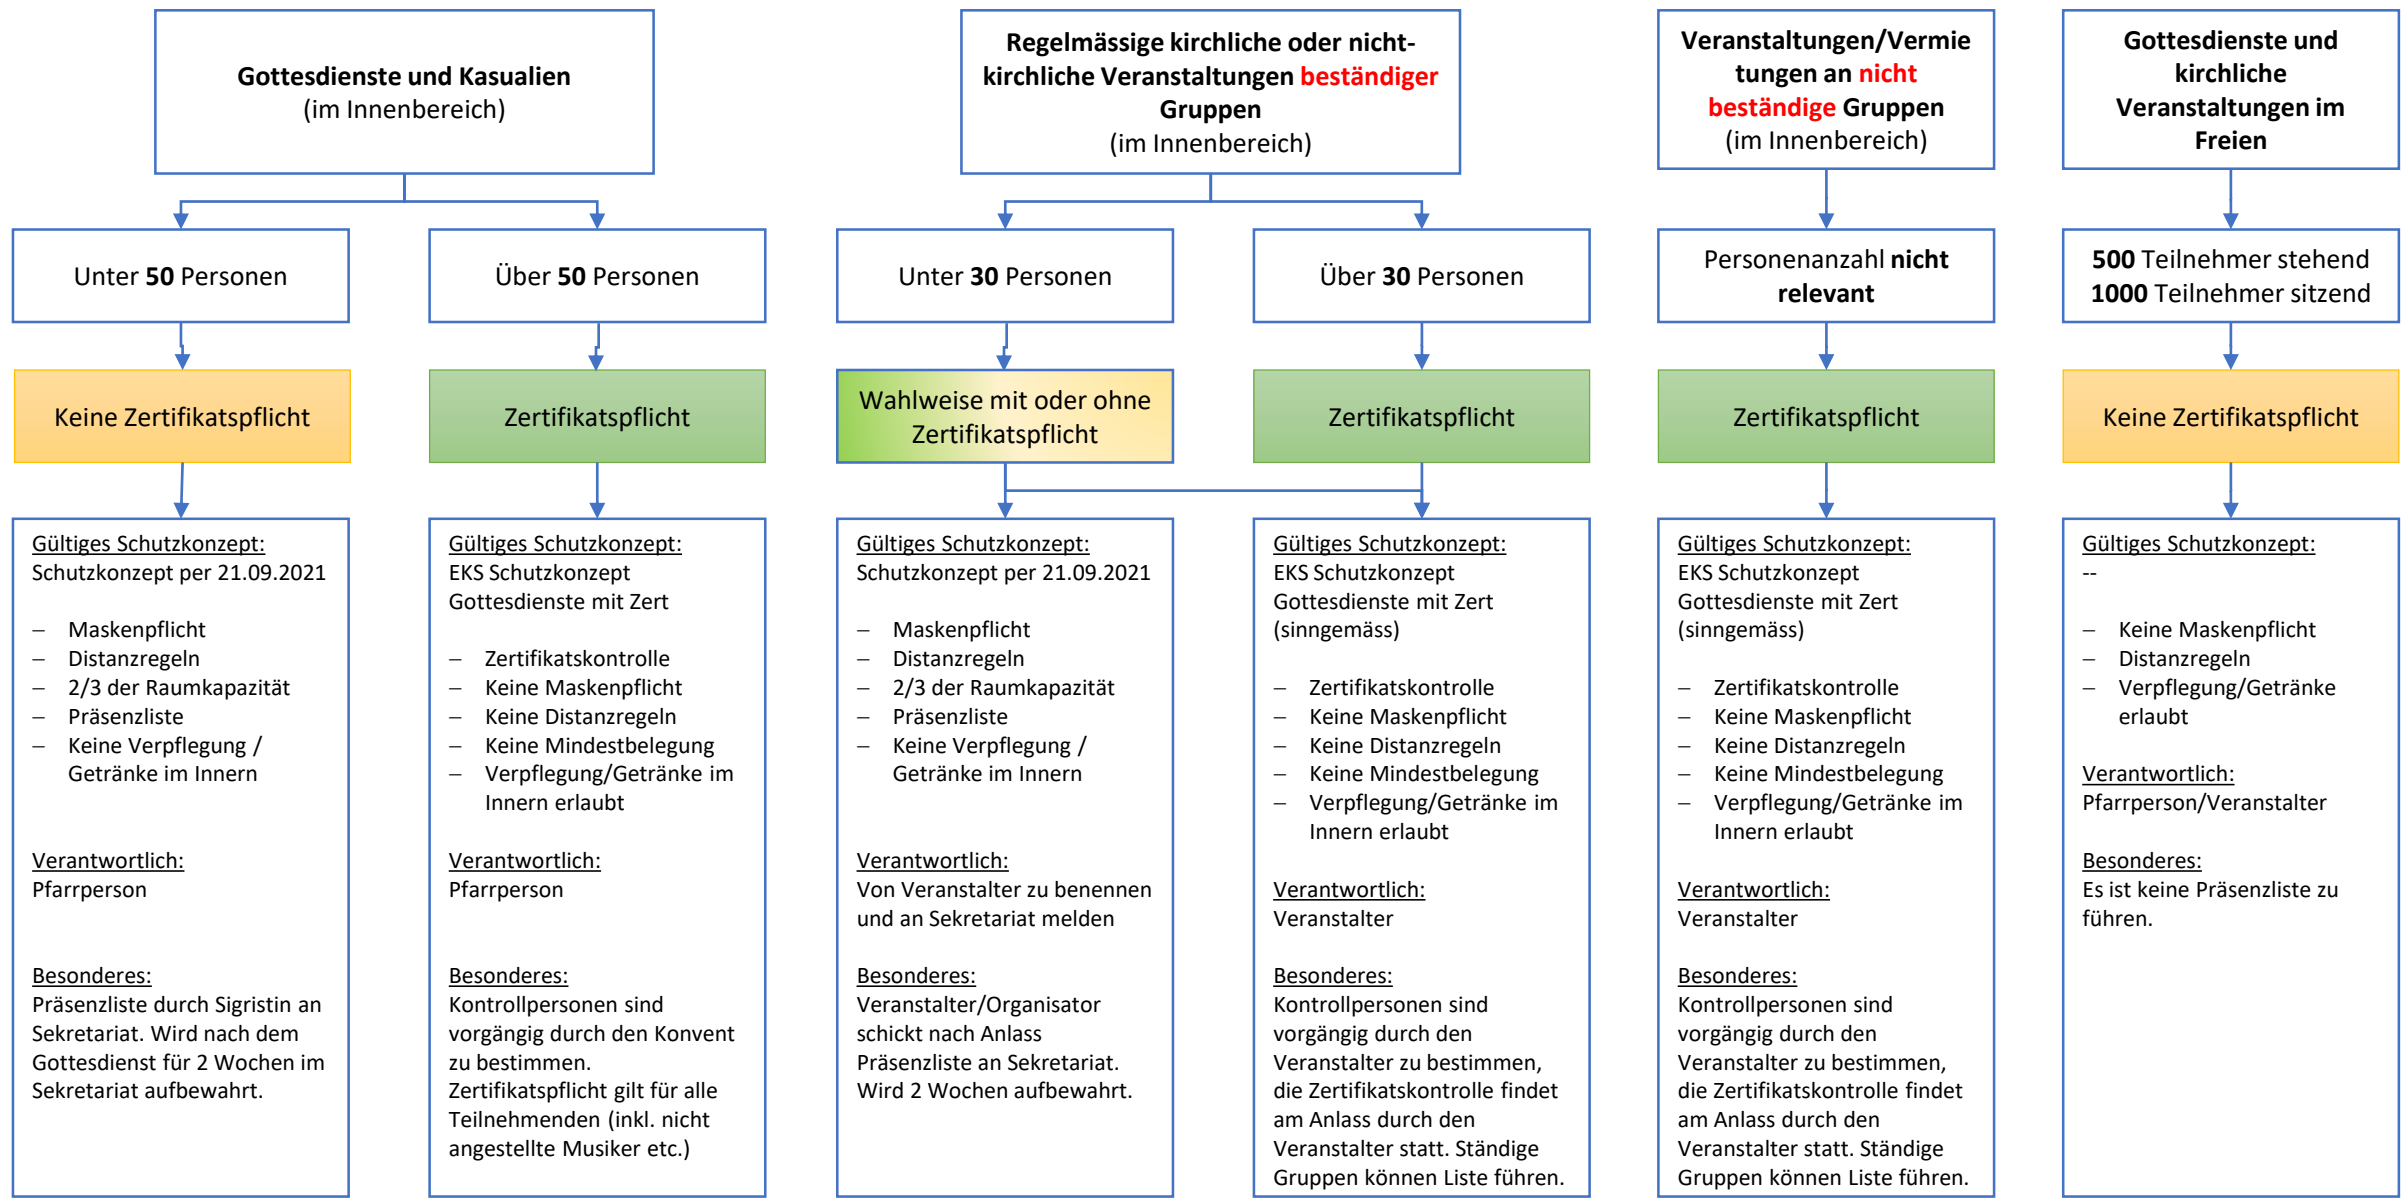 Gottesdienste und Kasualien
(im Innenbereich)
Regelmässige kirchliche oder nicht-
kirchliche Veranstaltungen beständiger
Gruppen
(im Innenbereich)
Veranstaltungen/Vermie
tungen an nicht
beständige Gruppen
(im Innenbereich)
Gottesdienste und
kirchliche
Veranstaltungen im
Freien
Unter 50 Personen
Über 50 Personen
Unter 30 Personen
Über 30 Personen
Personenanzahl nicht
relevant
500 Teilnehmer stehend
1000 Teilnehmer sitzend
Keine Zertifikatspflicht
Zertifikatspflicht
Wahlweise mit oder ohne
Zertifikatspflicht
Zertifikatspflicht
Zertifikatspflicht
Keine Zertifikatspflicht
Gültiges Schutzkonzept:
Schutzkonzept per 21.09.2021
– Maskenpflicht
– Distanzregeln
– 2/3 der Raumkapazität
– Präsenzliste
– Keine Verpflegung /
Getränke im Innern
Verantwortlich:
Pfarrperson
Besonderes:
Präsenzliste durch Sigristin an
Sekretariat. Wird nach dem
Gottesdienst für 2 Wochen im
Sekretariat aufbewahrt.
Gültiges Schutzkonzept:
EKS Schutzkonzept
Gottesdienste mit Zert
– Zertifikatskontrolle
– Keine Maskenpflicht
– Keine Distanzregeln
– Keine Mindestbelegung
– Verpflegung/Getränke im
Innern erlaubt
Verantwortlich:
Pfarrperson
Besonderes:
Kontrollpersonen sind
vorgängig durch den Konvent
zu bestimmen.
Zertifikatspflicht gilt für alle
Teilnehmenden (inkl. nicht
angestellte Musiker etc.)
Gültiges Schutzkonzept:
Schutzkonzept per 21.09.2021
– Maskenpflicht
– Distanzregeln
– 2/3 der Raumkapazität
– Präsenzliste
– Keine Verpflegung /
Getränke im Innern
Verantwortlich:
Von Veranstalter zu benennen
und an Sekretariat melden
Besonderes:
Veranstalter/Organisator
schickt nach Anlass
Präsenzliste an Sekretariat.
Wird 2 Wochen aufbewahrt.
Gültiges Schutzkonzept:
EKS Schutzkonzept
Gottesdienste mit Zert
(sinngemäss)
– Zertifikatskontrolle
– Keine Maskenpflicht
– Keine Distanzregeln
– Keine Mindestbelegung
– Verpflegung/Getränke im
Innern erlaubt
Verantwortlich:
Veranstalter
Besonderes:
Kontrollpersonen sind
vorgängig durch den
Veranstalter zu bestimmen,
die Zertifikatskontrolle findet
am Anlass durch den
Veranstalter statt. Ständige
Gruppen können Liste führen.
Gültiges Schutzkonzept:
EKS Schutzkonzept
Gottesdienste mit Zert
(sinngemäss)
– Zertifikatskontrolle
– Keine Maskenpflicht
– Keine Distanzregeln
– Keine Mindestbelegung
– Verpflegung/Getränke im
Innern erlaubt
Verantwortlich:
Veranstalter
Besonderes:
Kontrollpersonen sind
vorgängig durch den
Veranstalter zu bestimmen,
die Zertifikatskontrolle findet
am Anlass durch den
Veranstalter statt. Ständige
Gruppen können Liste führen.
Gültiges Schutzkonzept:
--
– Keine Maskenpflicht
– Distanzregeln
– Verpflegung/Getränke
erlaubt
Verantwortlich:
Pfarrperson/Veranstalter
Besonderes:
Es ist keine Präsenzliste zu
führen.